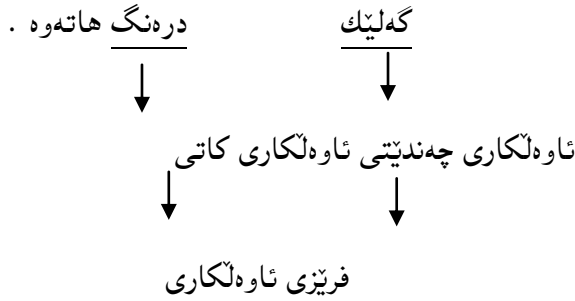 گەلێك درەنگ هاتەوە .
ئاوەڵكاری چەندێتی ئاوەڵكاری كاتی
فرێزی ئاوەڵكاری